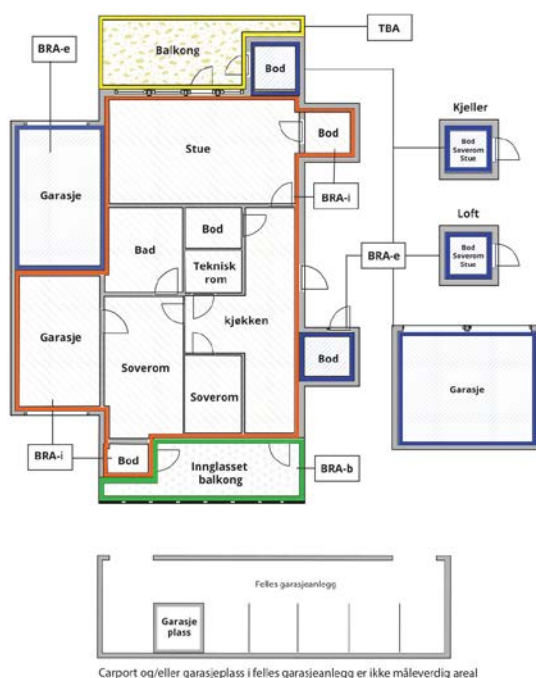 TBA
BRA-e
Balkong
Bod
Kjeller
Bod
Soverom
Stue
Stue
Bod
BRA-i
Garasje
Loft
Bod
Soverom
Stue
Bad
Bod
Teknisk
rom
BRA-e
kjøkken
Garasje
Soverom
Soverom
Bod
Garasje
BRA-i
Bod
Innglasset
balkong
BRA-b
Felles garasjeanlegg
Garasje
plass
Carport og/eller garasjeplass i felles garasjeanlegg er ikke måleverdig areal